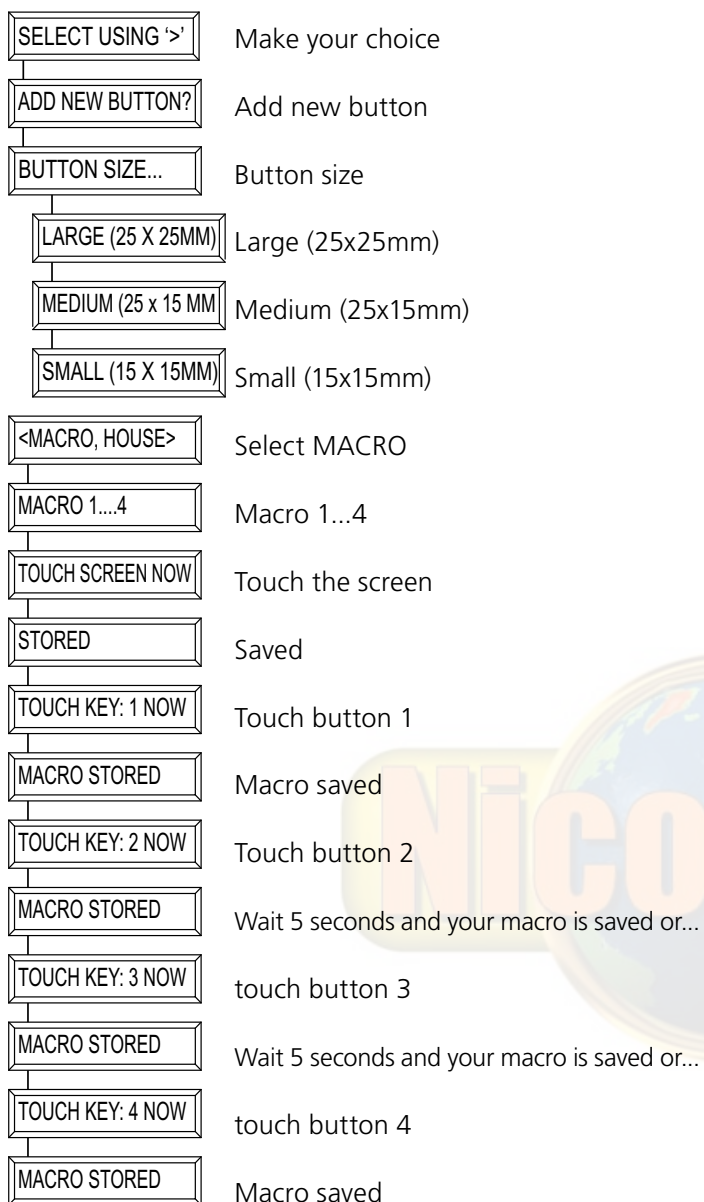 SELECT USING ‘>’ Make your choice
ADD NEW BUTTON? Add new button
BUTTON SIZE... Button size
LARGE (25 X 25MM) Large (25x25mm)
MEDIUM (25 x 15 MM Medium (25x15mm)
SMALL (15 X 15MM) Small (15x15mm)
<MACRO, HOUSE> Select MACRO
MACRO 1....4 Macro 1...4
TOUCH SCREEN NOW Touch the screen
STORED Saved
TOUCH KEY: 1 NOW Touch button 1
MACRO STORED Macro saved
TOUCH KEY: 2 NOW Touch button 2
MACRO STORED Wait 5 seconds and your macro is saved or...
TOUCH KEY: 3 NOW touch button 3
MACRO STORED Wait 5 seconds and your macro is saved or...
TOUCH KEY: 4 NOW touch button 4
MACRO STORED Macro saved